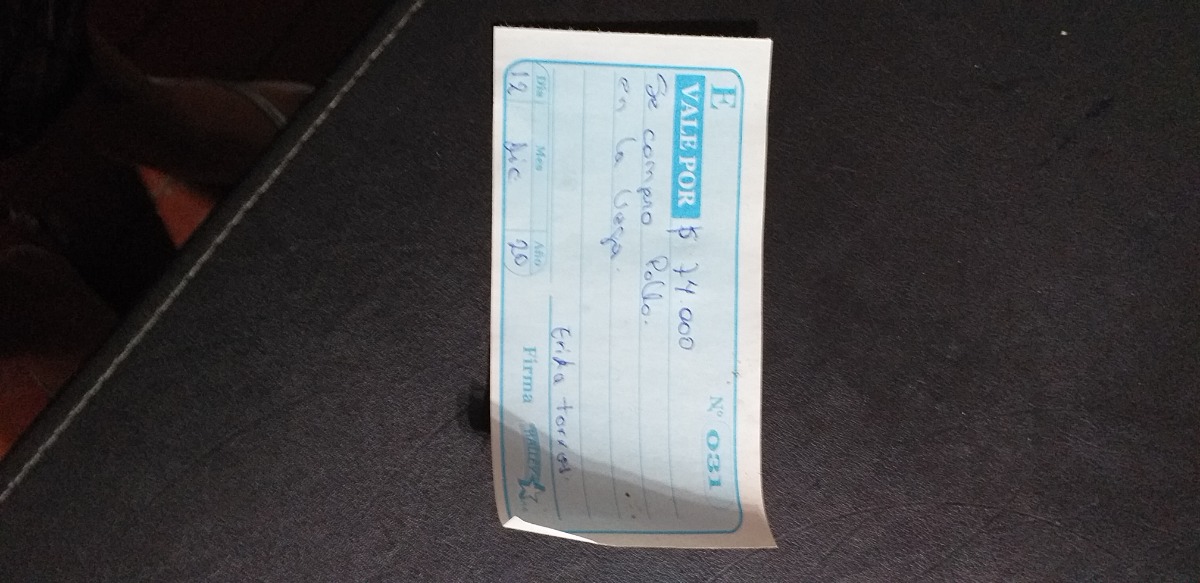 E
Nº 031
VALE POR $ 74.000
Se compro Pollo.
en la Vega.
Erika torres.
Día Mes Año
12 Dic 20
Firma